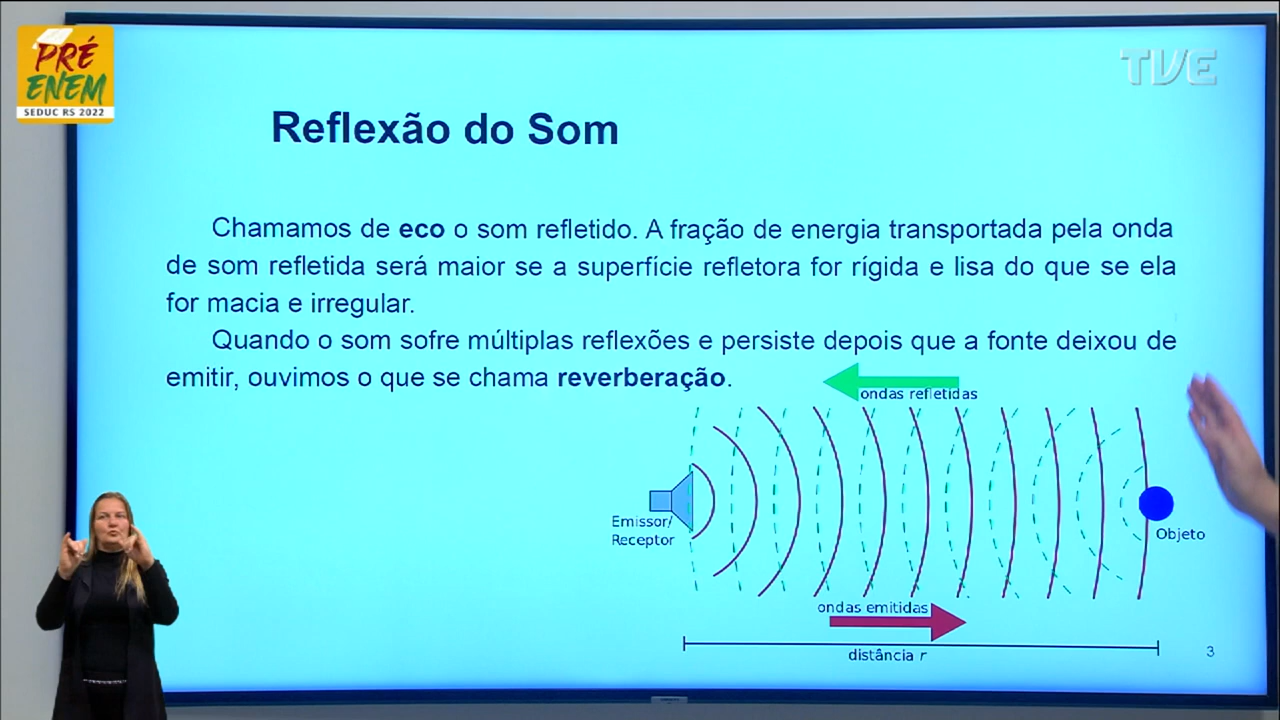 PRÉ
ENEM
SEDUC RS 2022
TVE
Reflexão do Som
Chamamos de eco o som refletido. A fração de energia transportada pela onda
de som refletida será maior se a superfície refletora for rígida e lisa do que se ela
for macia e irregular.
Quando o som sofre múltiplas reflexões e persiste depois que a fonte deixou de
emitir, ouvimos o que se chama reverberação.
ondas refletidas
Emissor/
Receptor
Objeto
ondas emitidas
distância r
3